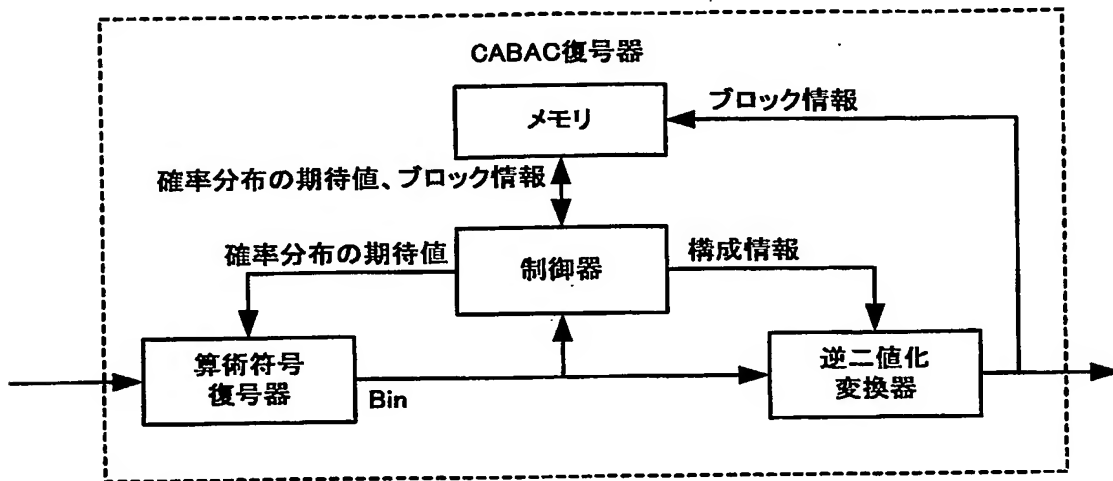 CABAC復号器
メモリ
ブロック情報
確率分布の期待値、ブロック情報
確率分布の期待値
制御器
構成情報
算術符号
復号器
Bin
逆二値化
変換器